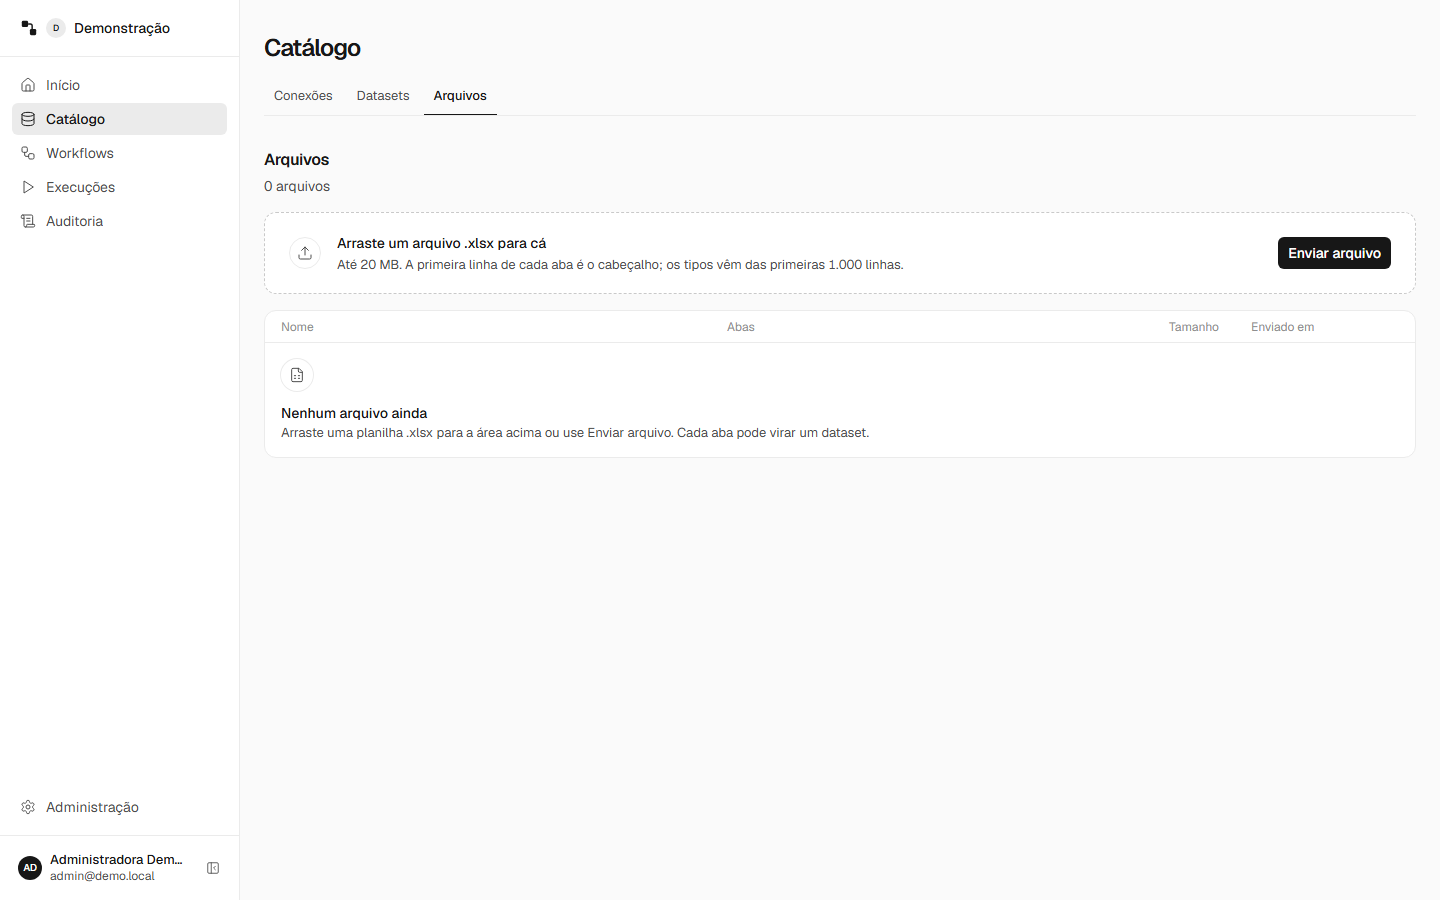 D Demonstração
Início
Catálogo
Workflows
Execuções
Auditoria
Administração
AD Administradora Dem...
admin@demo.local
Catálogo
Conexões Datasets Arquivos
Arquivos
0 arquivos
Arraste um arquivo .xlsx para cá
Até 20 MB. A primeira linha de cada aba é o cabeçalho; os tipos vêm das primeiras 1.000 linhas.
Enviar arquivo
Nome Abas Tamanho Enviado em
Nenhum arquivo ainda
Arraste uma planilha .xlsx para a área acima ou use Enviar arquivo. Cada aba pode virar um dataset.